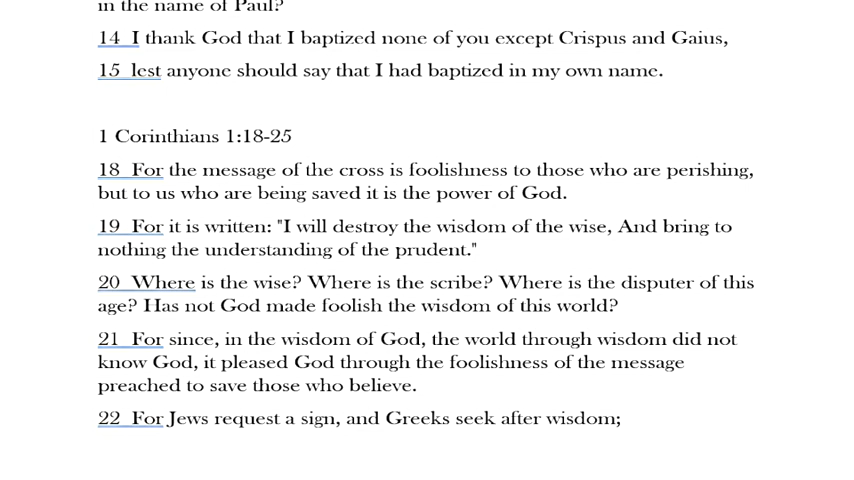 in the name of Paul?
14 I thank God that I baptized none of you except Crispus and Gaius,
15 lest anyone should say that I had baptized in my own name.
1 Corinthians 1:18-25
18 For the message of the cross is foolishness to those who are perishing,
but to us who are being saved it is the power of God.
19 For it is written: "I will destroy the wisdom of the wise, And bring to
nothing the understanding of the prudent."
20 Where is the wise? Where is the scribe? Where is the disputer of this
age? Has not God made foolish the wisdom of this world?
21 For since, in the wisdom of God, the world through wisdom did not
know God, it pleased God through the foolishness of the message
preached to save those who believe.
22 For Jews request a sign, and Greeks seek after wisdom;